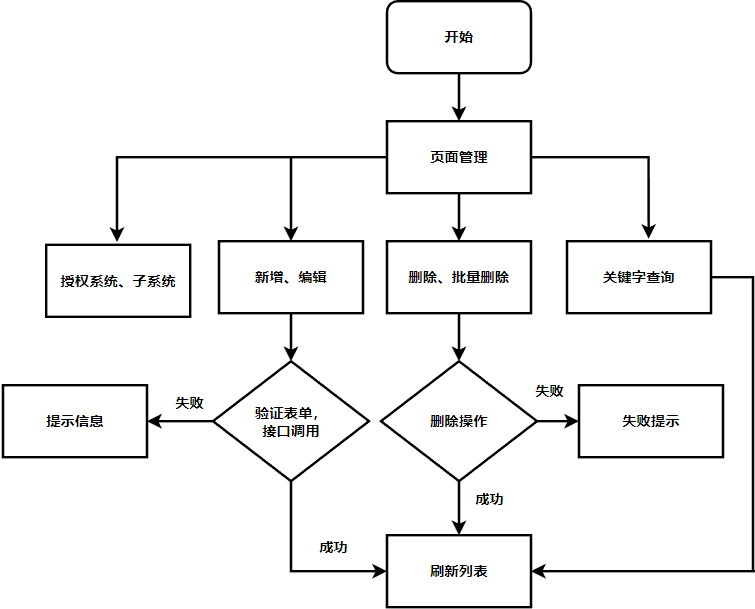 开始
页面管理
授权系统、子系统
新增、编辑
删除、批量删除
关键字查询
提示信息
失败
验证表单，
接口调用
删除操作
失败
失败提示
成功
成功
刷新列表